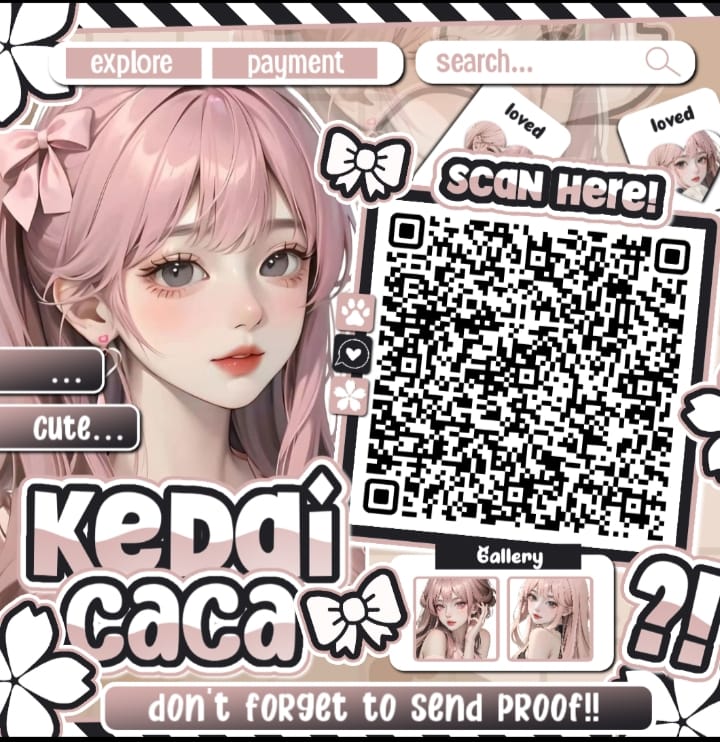 explore payment search...
loved
loved
SCAN HERE!
...
cute...
KEDAI
CACA
Gallery
?!
don't forget to send PROOF!!